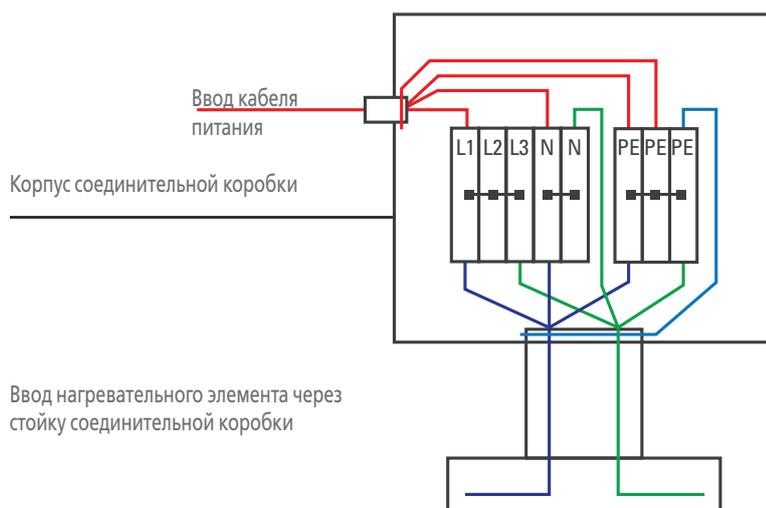 Ввод кабеля
питания
L1 L2 L3 N N PE PE PE
Корпус соединительной коробки
Ввод нагревательного элемента через
стойку соединительной коробки